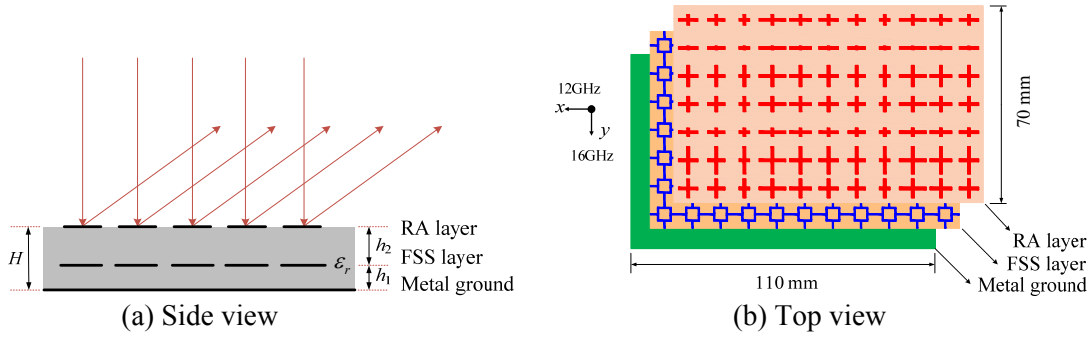 H
h₂
h₁
εᵣ
RA layer
FSS layer
Metal ground
(a) Side view
12GHz
x
y
16GHz
70 mm
110 mm
RA layer
FSS layer
Metal ground
(b) Top view